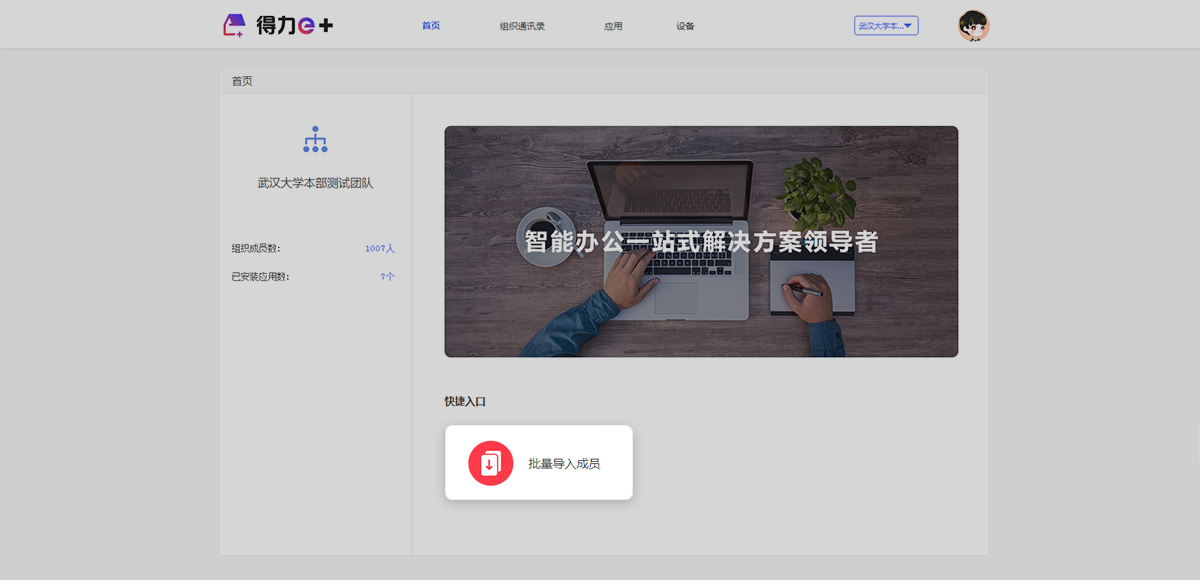 得力e+
首页
组织通讯录
应用
设备
武汉大学本...
首页
武汉大学本部测试团队
组织成员数: 1007人
已安装应用数: 7个
智能办公一站式解决方案领导者
快捷入口
批量导入成员